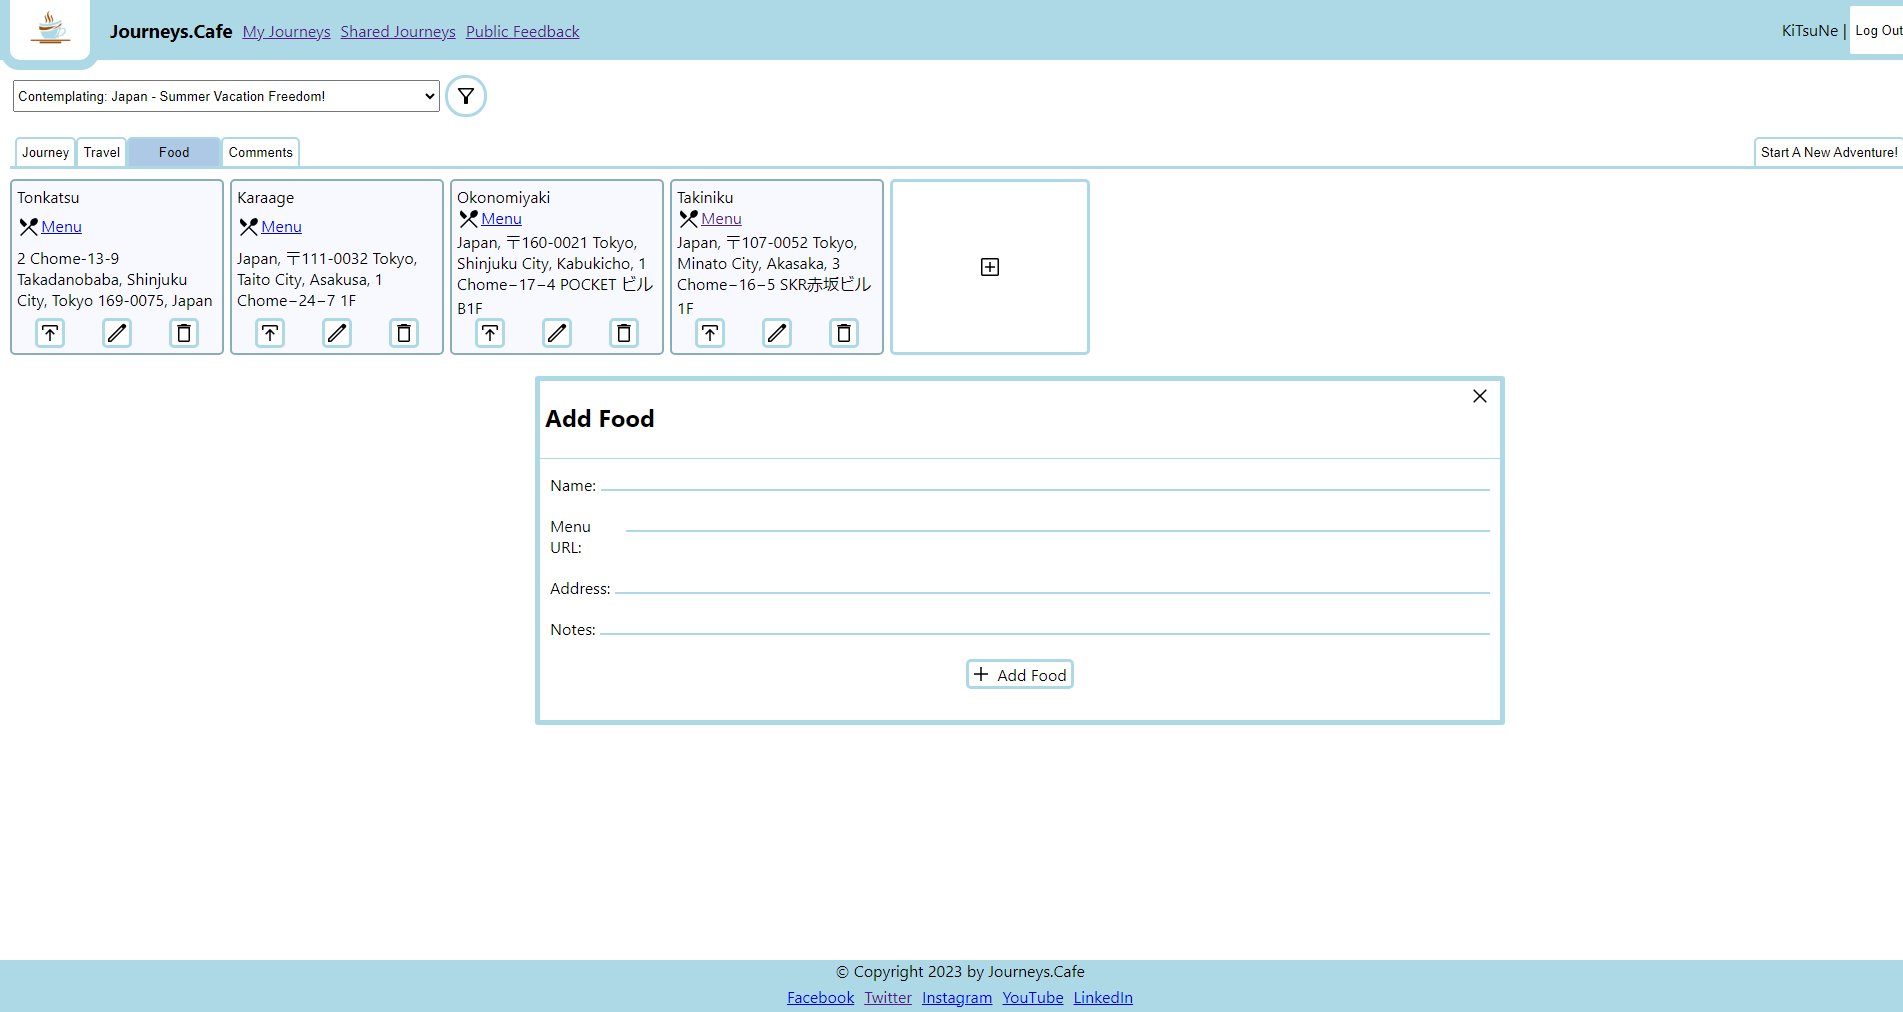 Journeys.Cafe My Journeys Shared Journeys Public Feedback
KiTsuNe | Log Out
Contemplating: Japan - Summer Vacation Freedom!
Journey Travel Food Comments
Start A New Adventure!
Tonkatsu
Menu
2 Chome-13-9
Takadanobaba, Shinjuku
City, Tokyo 169-0075, Japan
Karaage
Menu
Japan, 〒111-0032 Tokyo,
Taito City, Asakusa, 1
Chome−24−7 1F
Okonomiyaki
Menu
Japan, 〒160-0021 Tokyo,
Shinjuku City, Kabukicho, 1
Chome−17−4 POCKET ビル
B1F
Takiniku
Menu
Japan, 〒107-0052 Tokyo,
Minato City, Akasaka, 3
Chome−16−5 SKR赤坂ビル
1F
Add Food
Name:
Menu
URL:
Address:
Notes:
Add Food
© Copyright 2023 by Journeys.Cafe
Facebook Twitter Instagram YouTube LinkedIn